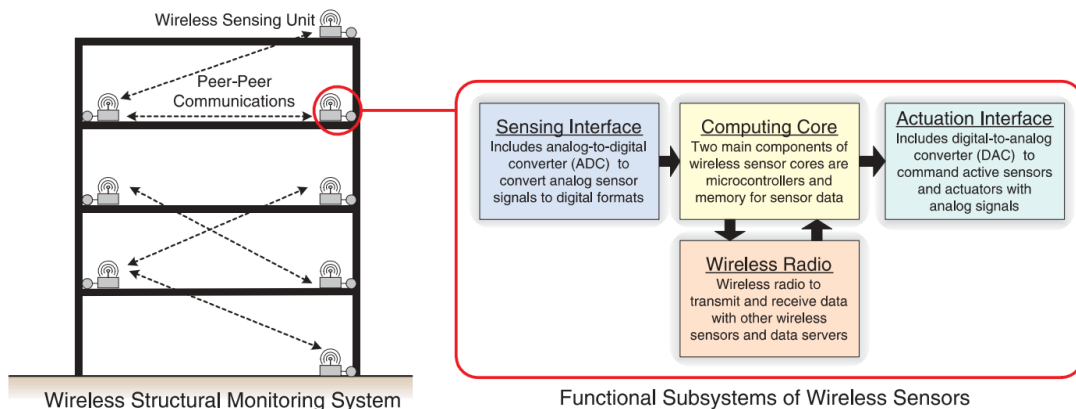 Wireless Sensing Unit
Peer-Peer
Communications
Wireless Structural Monitoring System
Sensing Interface
Includes analog-to-digital
converter (ADC) to
convert analog sensor
signals to digital formats
Computing Core
Two main components of
wireless sensor cores are
microcontrollers and
memory for sensor data
Actuation Interface
Includes digital-to-analog
converter (DAC) to
command active sensors
and actuators with
analog signals
Wireless Radio
Wireless radio to
transmit and receive data
with other wireless
sensors and data servers
Functional Subsystems of Wireless Sensors